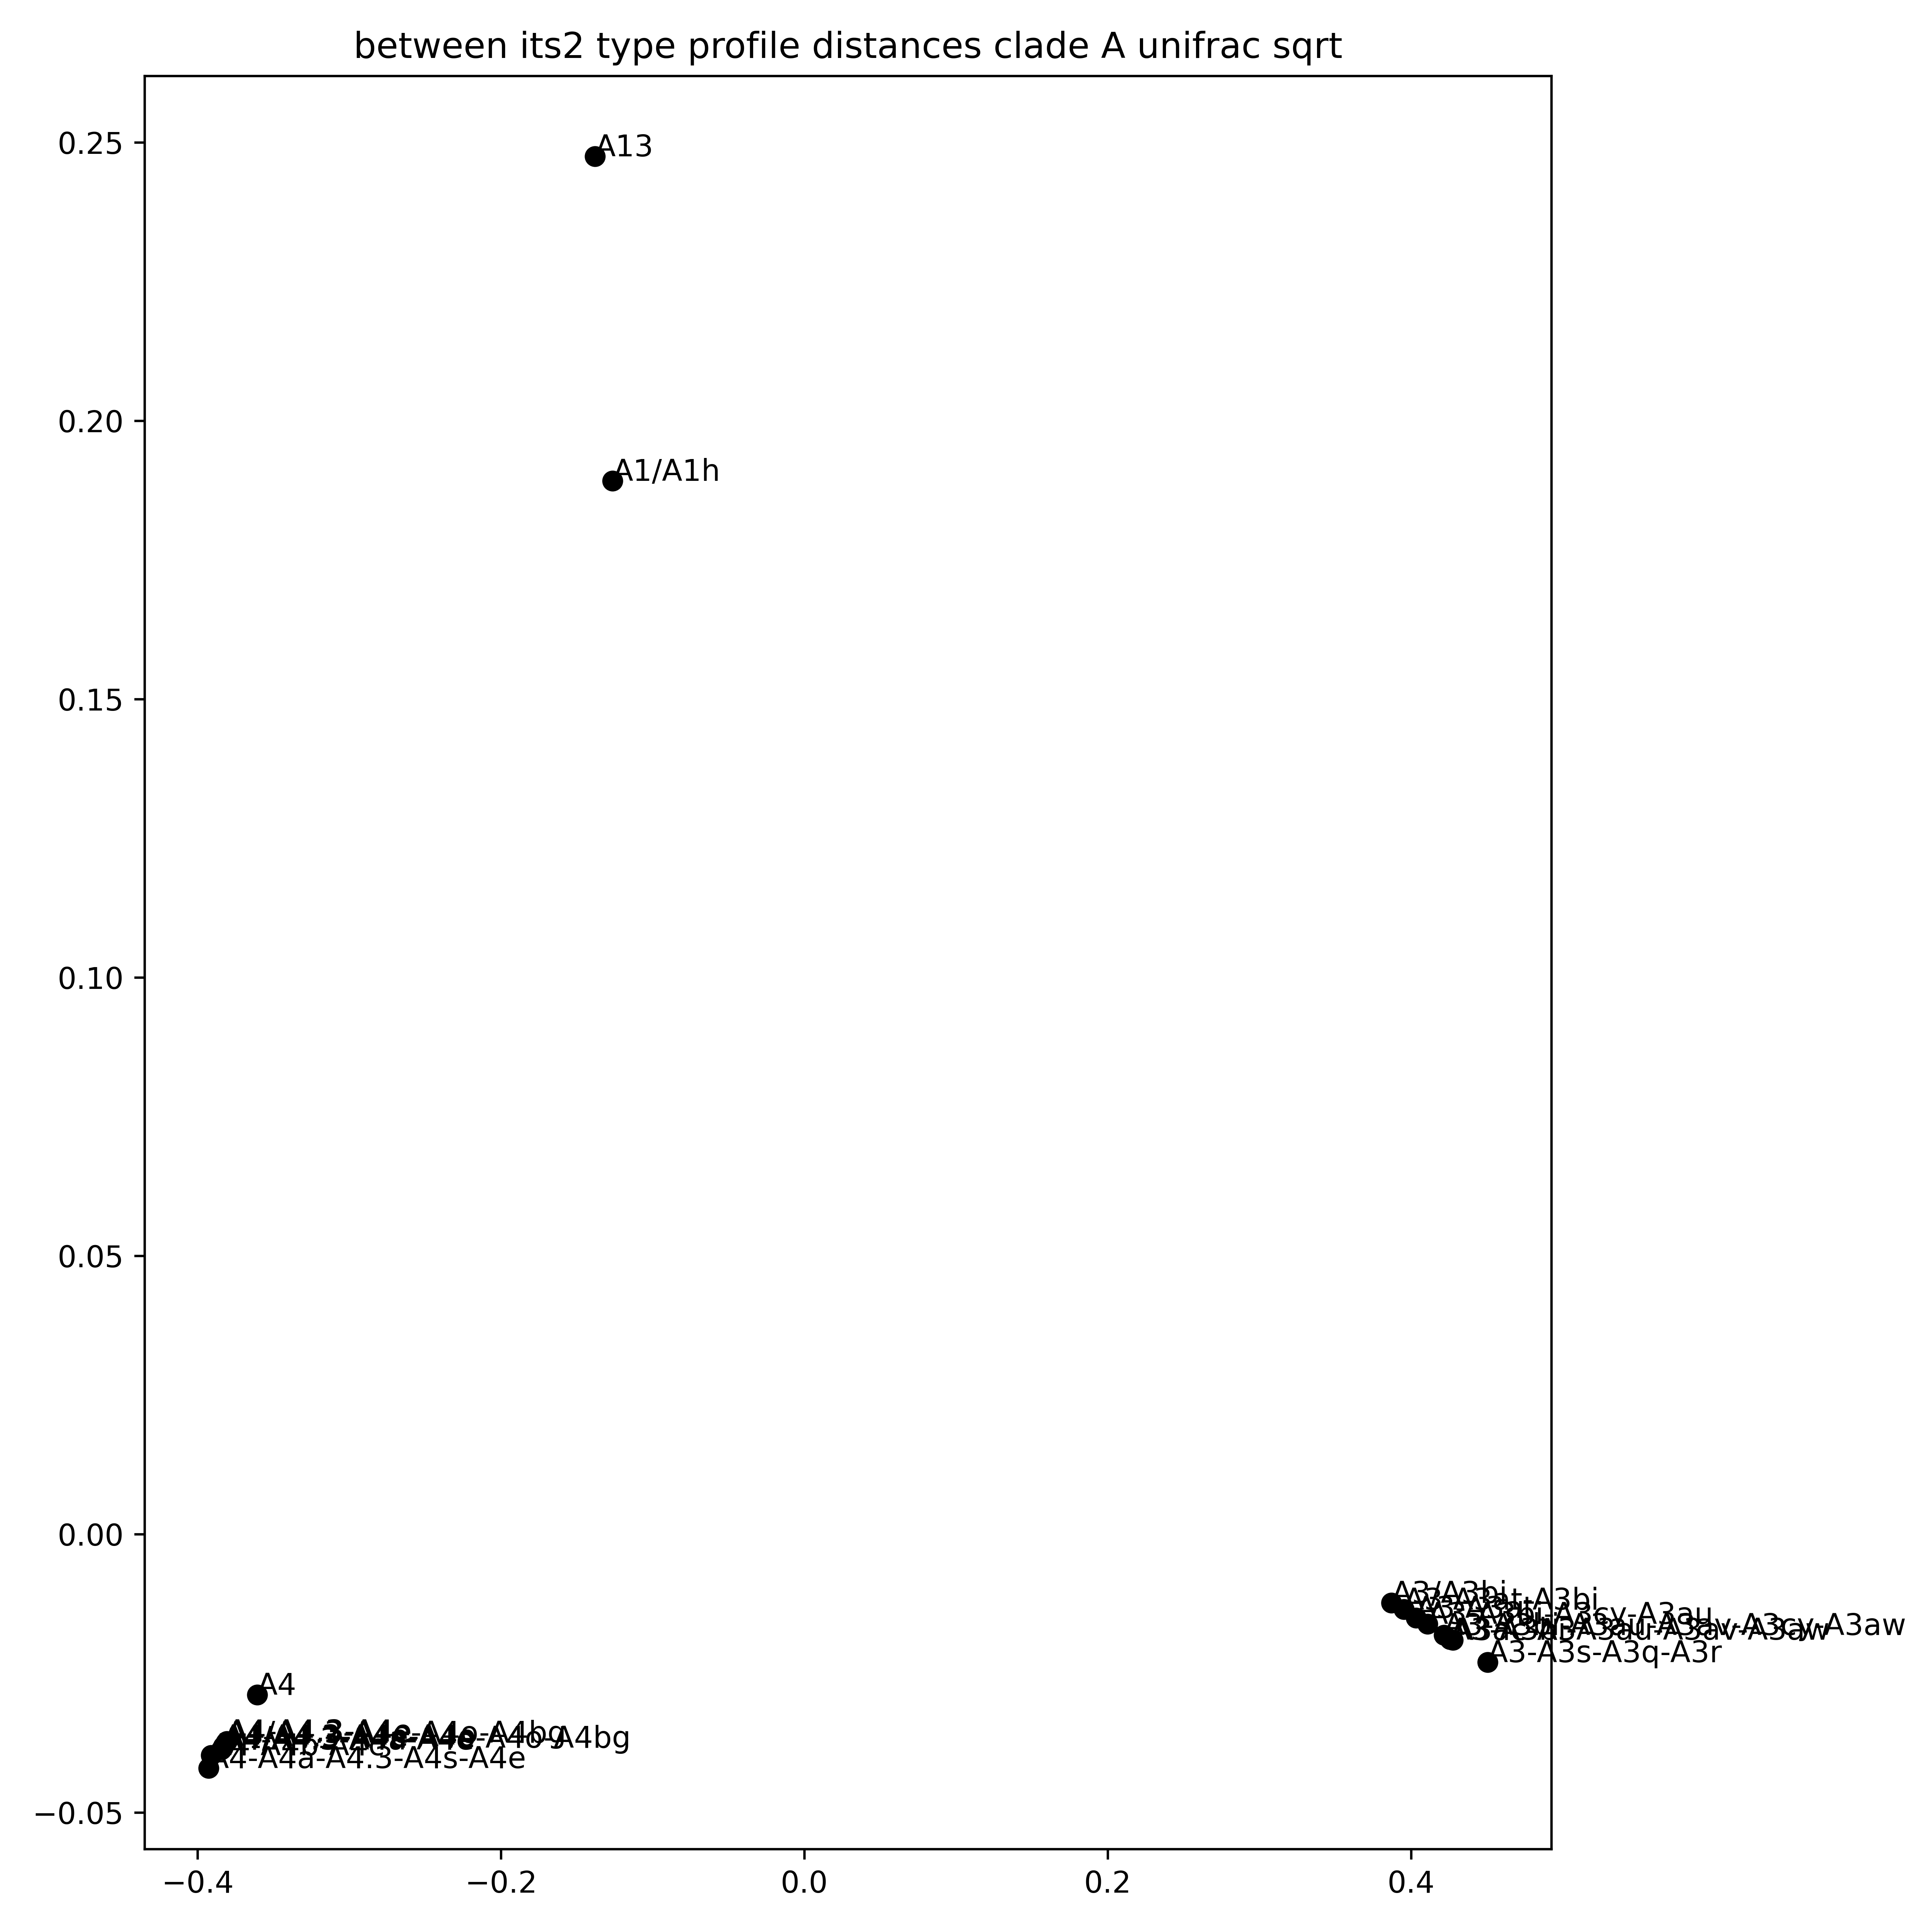 between its2 type profile distances clade A unifrac sqrt
0.25
A13
0.20
A1/A1h
0.15
0.10
0.05
0.00
A3/A3bi
A3-A3s-A3q-A3r
A4
A4-A4a-A4.3-A4s-A4e
−0.05
−0.4
−0.2
0.0
0.2
0.4